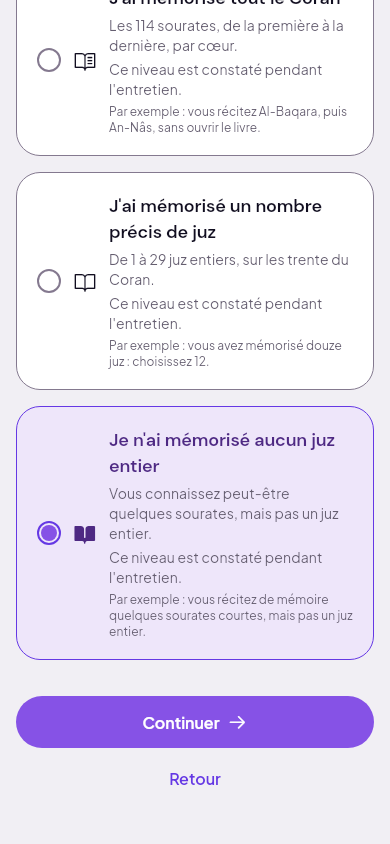 J'ai mémorisé tout le Coran
Les 114 sourates, de la première à la
dernière, par cœur.
Ce niveau est constaté pendant
l'entretien.
Par exemple : vous récitez Al-Baqara, puis
An-Nâs, sans ouvrir le livre.
J'ai mémorisé un nombre
précis de juz
De 1 à 29 juz entiers, sur les trente du
Coran.
Ce niveau est constaté pendant
l'entretien.
Par exemple : vous avez mémorisé douze
juz : choisissez 12.
Je n'ai mémorisé aucun juz
entier
Vous connaissez peut-être
quelques sourates, mais pas un juz
entier.
Ce niveau est constaté pendant
l'entretien.
Par exemple : vous récitez de mémoire
quelques sourates courtes, mais pas un juz
entier.
Continuer
Retour